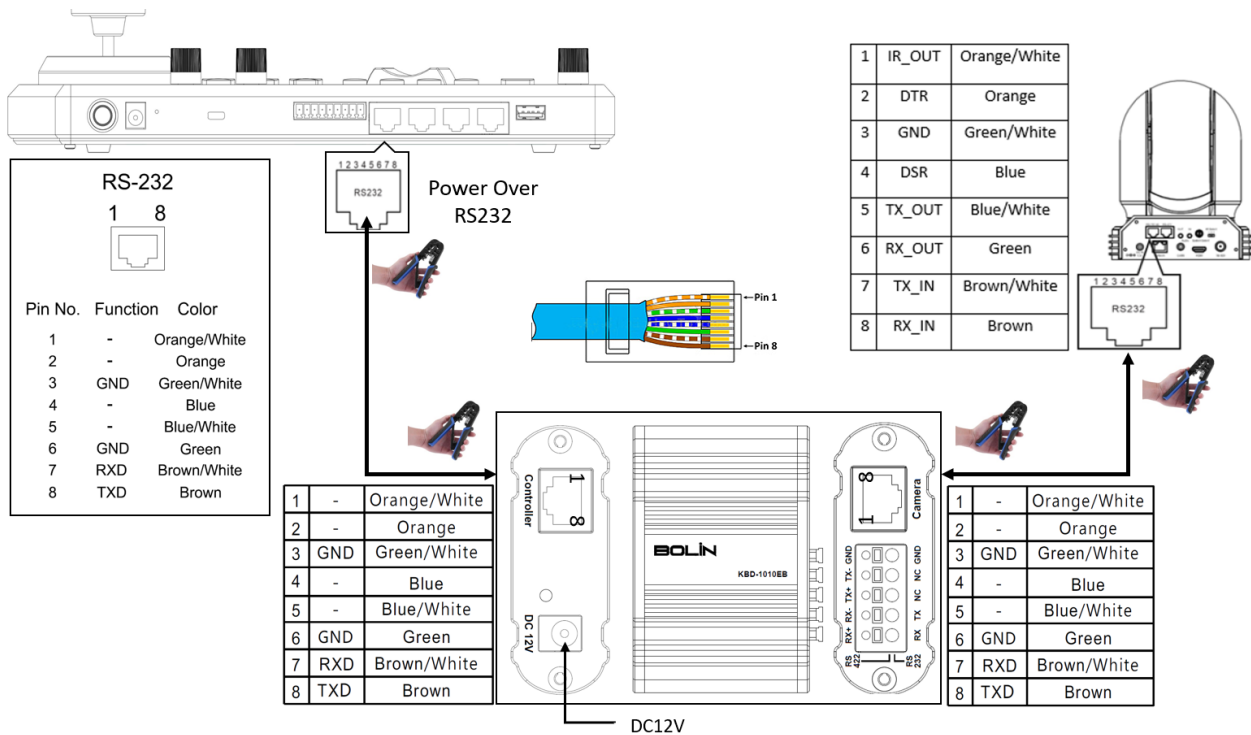 1 2 3 4 5 6 7 8
RS232
Power Over
RS232
RS-232
1 8
Pin No. Function Color
1 - Orange/White
2 - Orange
3 GND Green/White
4 - Blue
5 - Blue/White
6 GND Green
7 RXD Brown/White
8 TXD Brown
Pin 1
Pin 8
1 IR_OUT Orange/White
2 DTR Orange
3 GND Green/White
4 DSR Blue
5 TX_OUT Blue/White
6 RX_OUT Green
7 TX_IN Brown/White
8 RX_IN Brown
1 2 3 4 5 6 7 8
RS232
1 - Orange/White
2 - Orange
3 GND Green/White
4 - Blue
5 - Blue/White
6 GND Green
7 RXD Brown/White
8 TXD Brown
Controller
1
8
DC 12V
BOLIN
KBD-1010EB
8
1
Camera
GND GND
TX- NC
TX+ NC
RX- TX
RX+ RX
RS 422
RS 232
1 - Orange/White
2 - Orange
3 GND Green/White
4 - Blue
5 - Blue/White
6 GND Green
7 RXD Brown/White
8 TXD Brown
DC12V